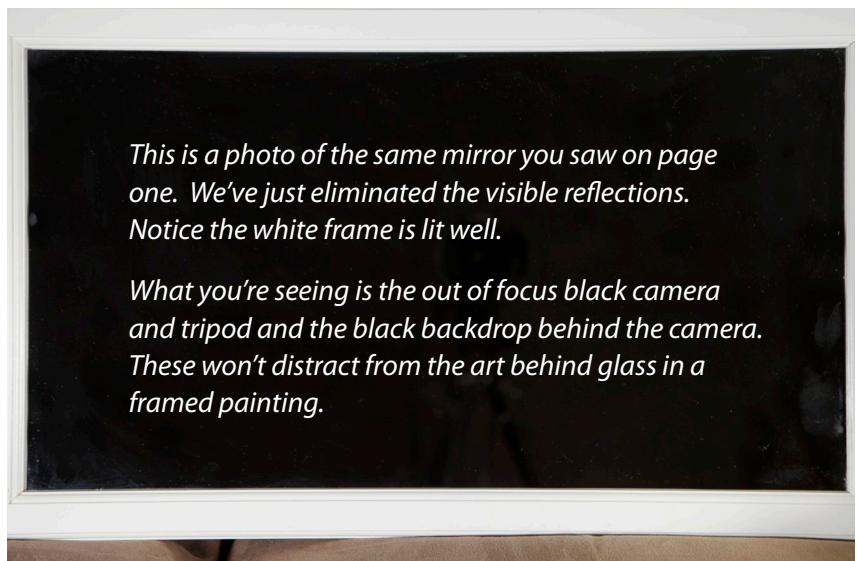 This is a photo of the same mirror you saw on page
one.  We’ve just eliminated the visible reflections.
Notice the white frame is lit well.
What you’re seeing is the out of focus black camera
and tripod and the black backdrop behind the camera.
These won’t distract from the art behind glass in a
framed painting.